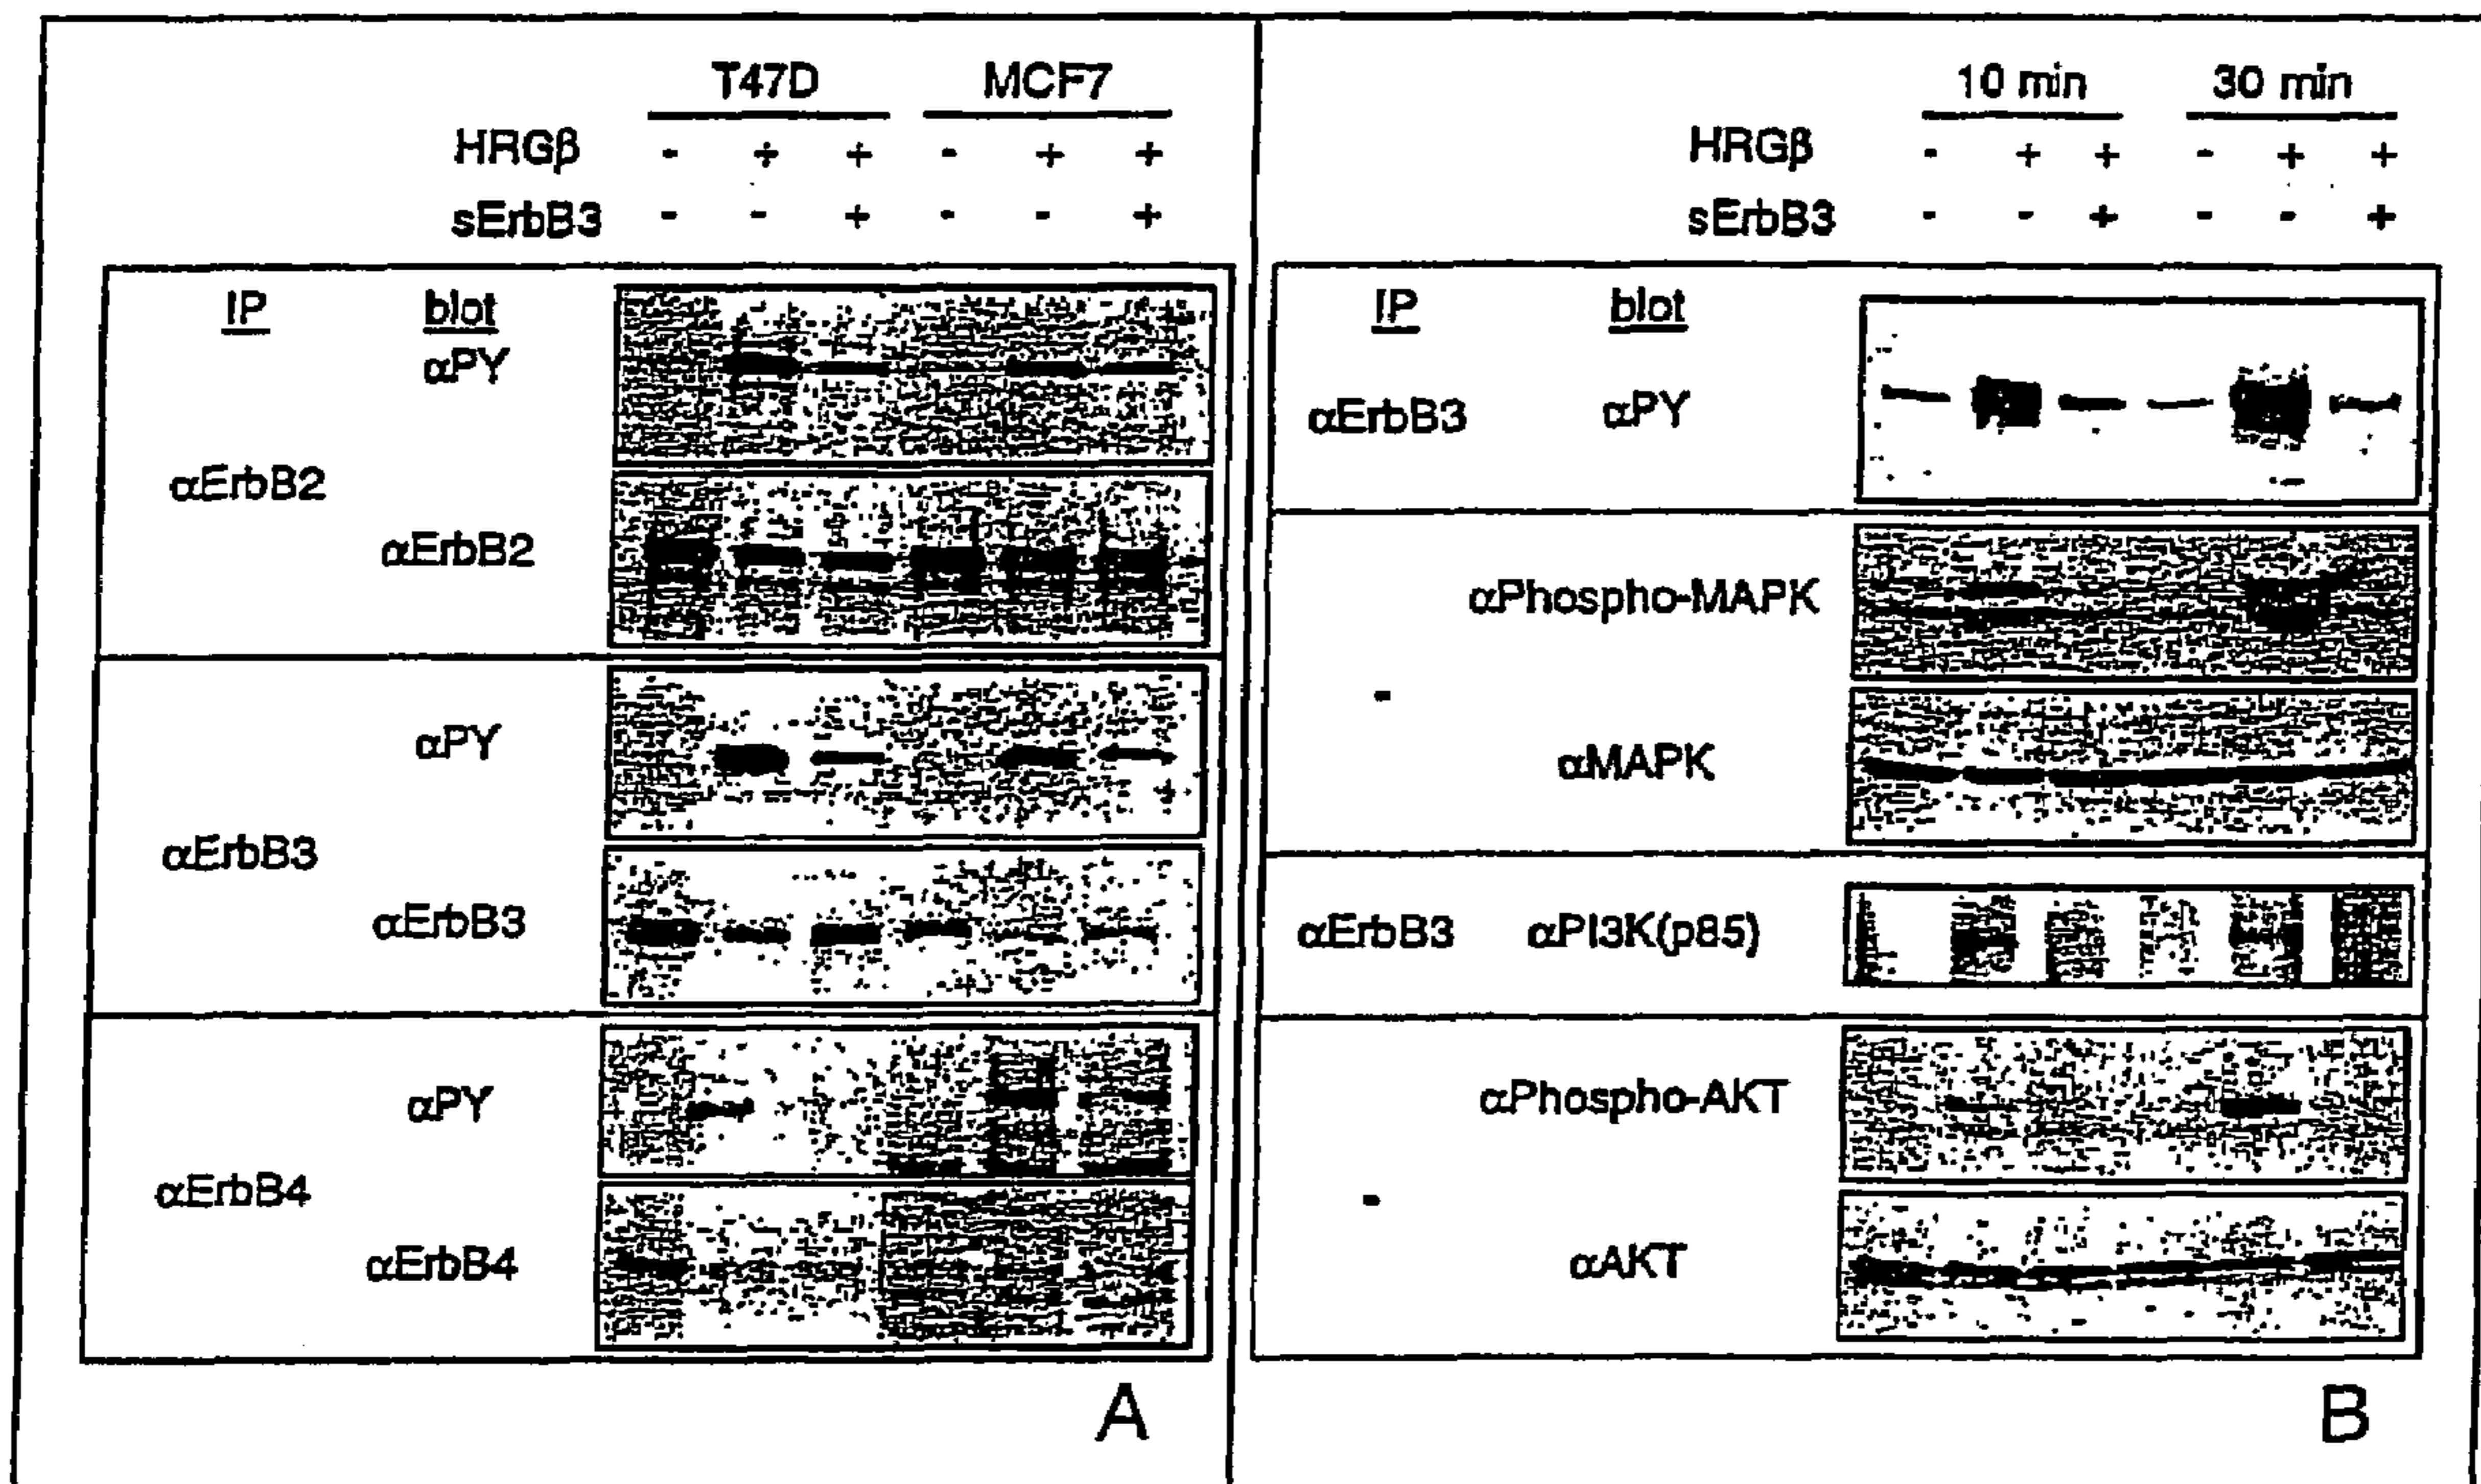 T47D MCF7
HRGβ - + + - + +
sErbB3 - - + - - +
IP blot
αPY
αErbB2
αErbB2
αPY
αErbB3
αErbB3
αPY
αErbB4
αErbB4
A
10 min 30 min
HRGβ - + + - + +
sErbB3 - - + - - +
IP blot
αErbB3 αPY
αPhospho-MAPK
-
αMAPK
αErbB3 αPI3K(p85)
αPhospho-AKT
-
αAKT
B